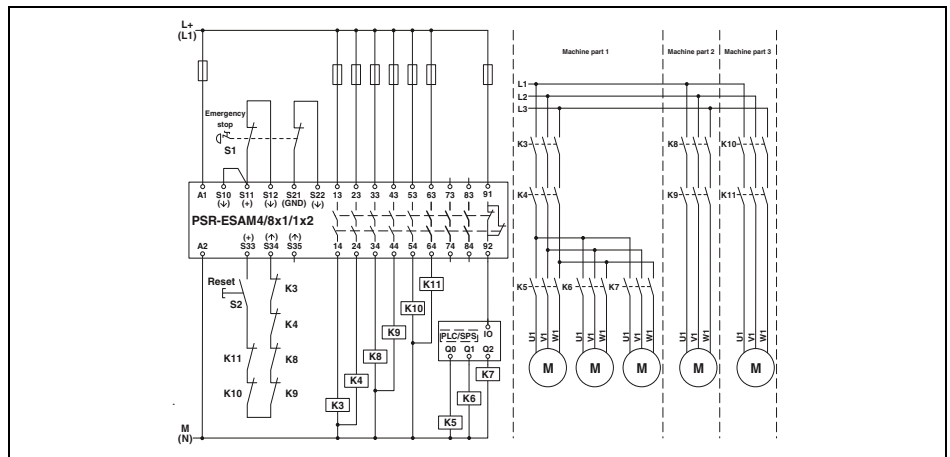 L+
(L1)
Machine part 1 Machine part 2 Machine part 3
L1
L2
L3
Emergency
stop
S1
K3 K8 K10
K4 K9 K11
A1 S10 S11 S12 S21 S22 13 23 33 43 53 63 73 83 91
(↓) (+) (↓) (GND) (↓)
PSR-ESAM4/8x1/1x2
(+) (↑) (↑)
A2 S33 S34 S35 14 24 34 44 54 64 74 84 92
Reset
S2
K3
K4
K11 K8
K10 K9
K11
K10
K9
K8
K4
K3
PLC/SPS IO
Q0 Q1 Q2
K7
K6
K5
K5 K6 K7
U1 V1 W1 U1 V1 W1 U1 V1 W1 U1 V1 W1 U1 V1 W1
M M M M M
M
(N)